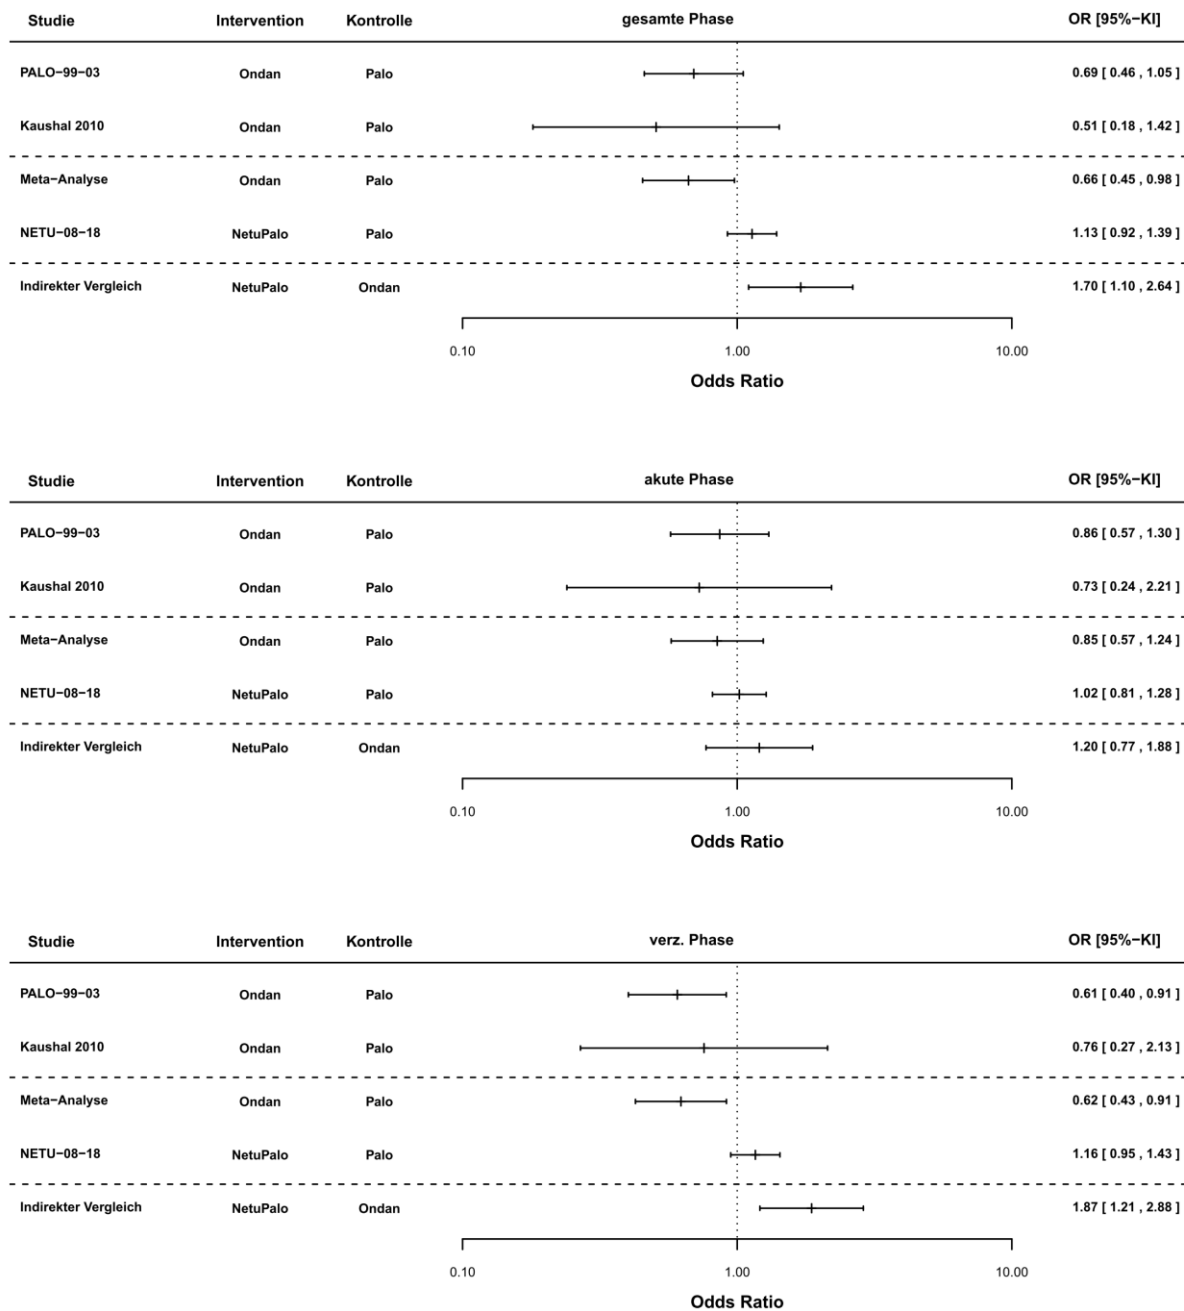 Studie Intervention Kontrolle gesamte Phase OR [95%−KI]
PALO−99−03 Ondan Palo 0.69 [ 0.46 , 1.05 ]
Kaushal 2010 Ondan Palo 0.51 [ 0.18 , 1.42 ]
Meta−Analyse Ondan Palo 0.66 [ 0.45 , 0.98 ]
NETU−08−18 NetuPalo Palo 1.13 [ 0.92 , 1.39 ]
Indirekter Vergleich NetuPalo Ondan 1.70 [ 1.10 , 2.64 ]
0.10 1.00 10.00
Odds Ratio
Studie Intervention Kontrolle akute Phase OR [95%−KI]
PALO−99−03 Ondan Palo 0.86 [ 0.57 , 1.30 ]
Kaushal 2010 Ondan Palo 0.73 [ 0.24 , 2.21 ]
Meta−Analyse Ondan Palo 0.85 [ 0.57 , 1.24 ]
NETU−08−18 NetuPalo Palo 1.02 [ 0.81 , 1.28 ]
Indirekter Vergleich NetuPalo Ondan 1.20 [ 0.77 , 1.88 ]
0.10 1.00 10.00
Odds Ratio
Studie Intervention Kontrolle verz. Phase OR [95%−KI]
PALO−99−03 Ondan Palo 0.61 [ 0.40 , 0.91 ]
Kaushal 2010 Ondan Palo 0.76 [ 0.27 , 2.13 ]
Meta−Analyse Ondan Palo 0.62 [ 0.43 , 0.91 ]
NETU−08−18 NetuPalo Palo 1.16 [ 0.95 , 1.43 ]
Indirekter Vergleich NetuPalo Ondan 1.87 [ 1.21 , 2.88 ]
0.10 1.00 10.00
Odds Ratio